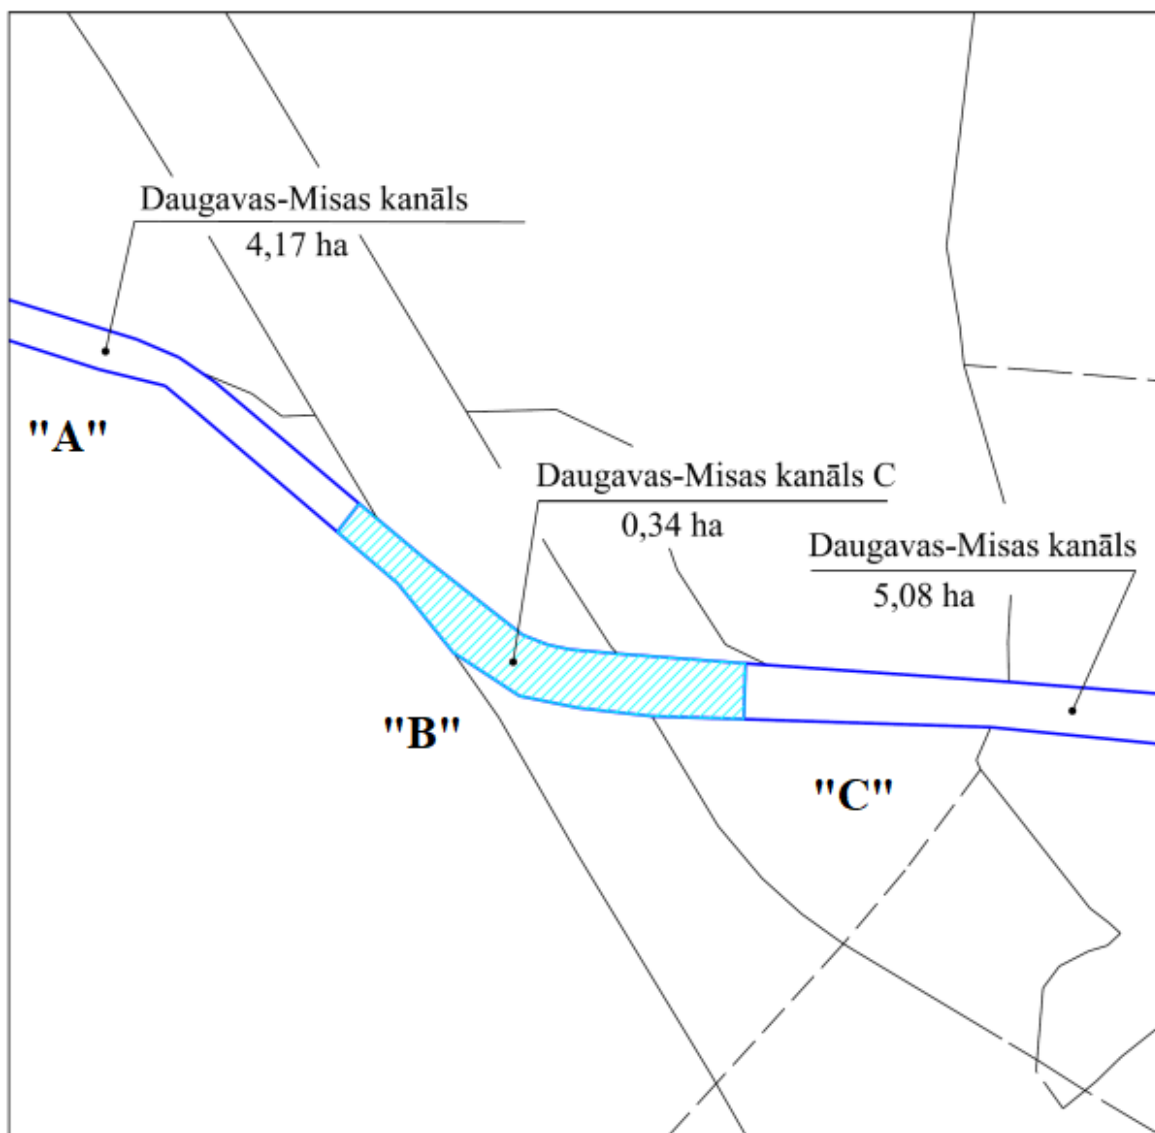 Daugavas-Misas kanāls
4,17 ha
"A"
Daugavas-Misas kanāls C
0,34 ha
Daugavas-Misas kanāls
5,08 ha
"B"
"C"